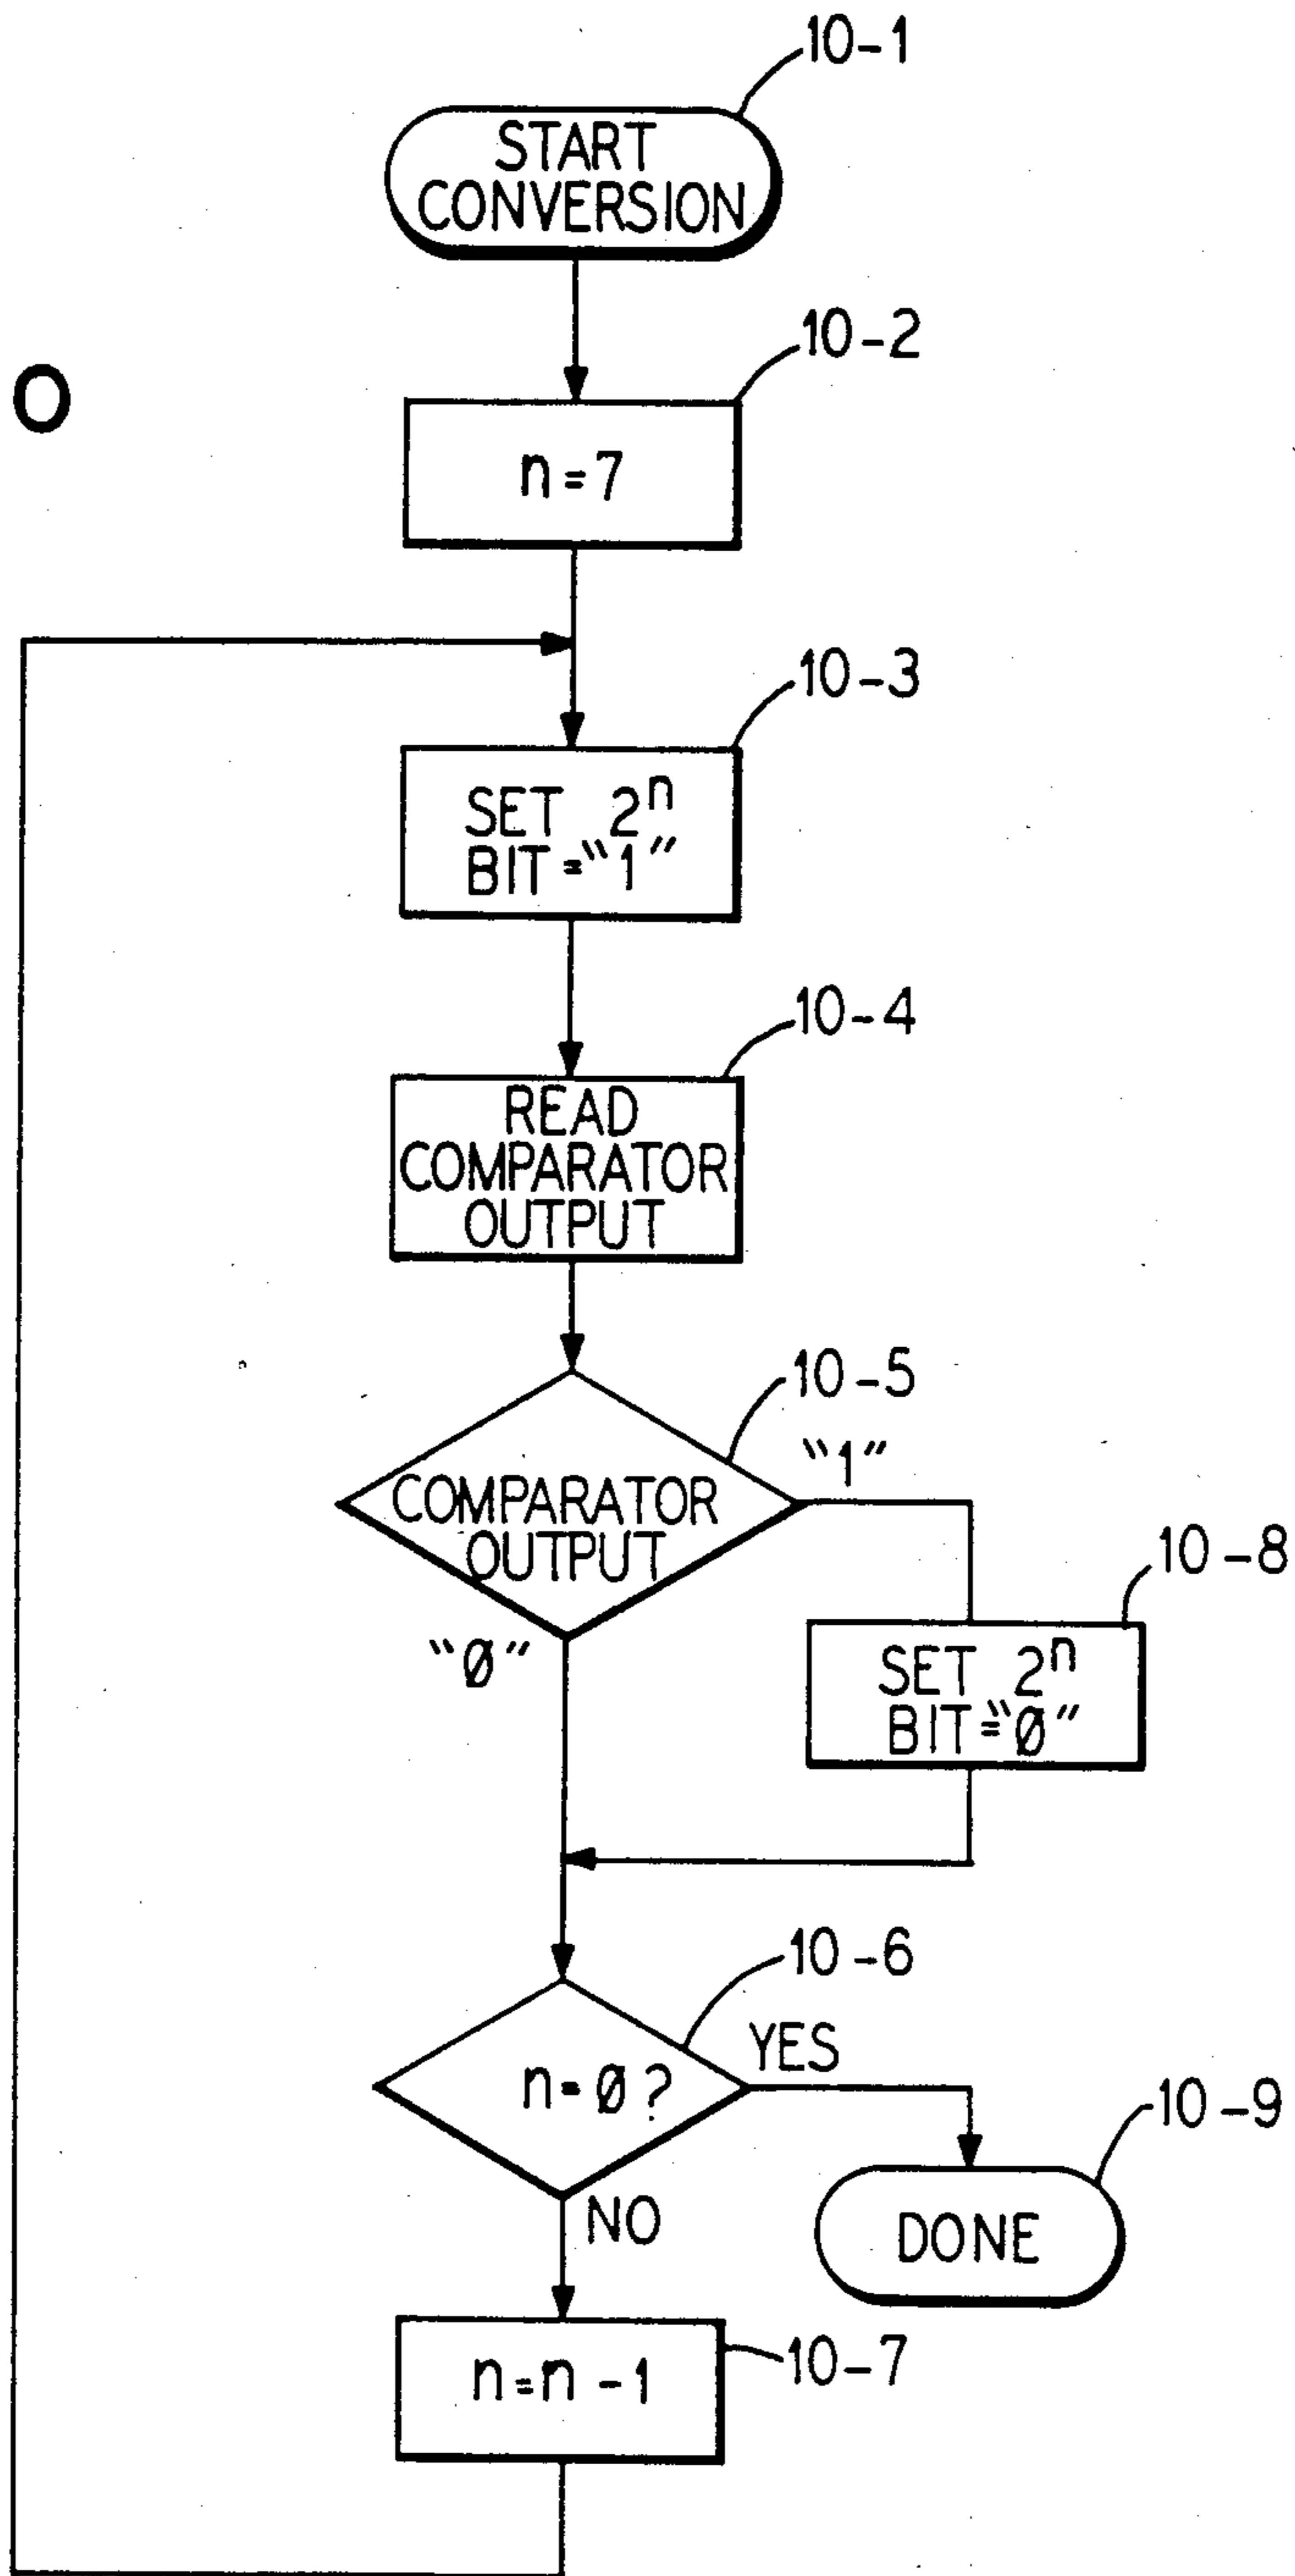 10-1
START
CONVERSION
10-2
O
n=7
10-3
SET 2ⁿ
BIT="1"
10-4
READ
COMPARATOR
OUTPUT
10-5
"1"
COMPARATOR
OUTPUT
10-8
"Ø"
SET 2ⁿ
BIT="Ø"
10-6
YES
n=Ø?
10-9
NO
DONE
10-7
n=n-1